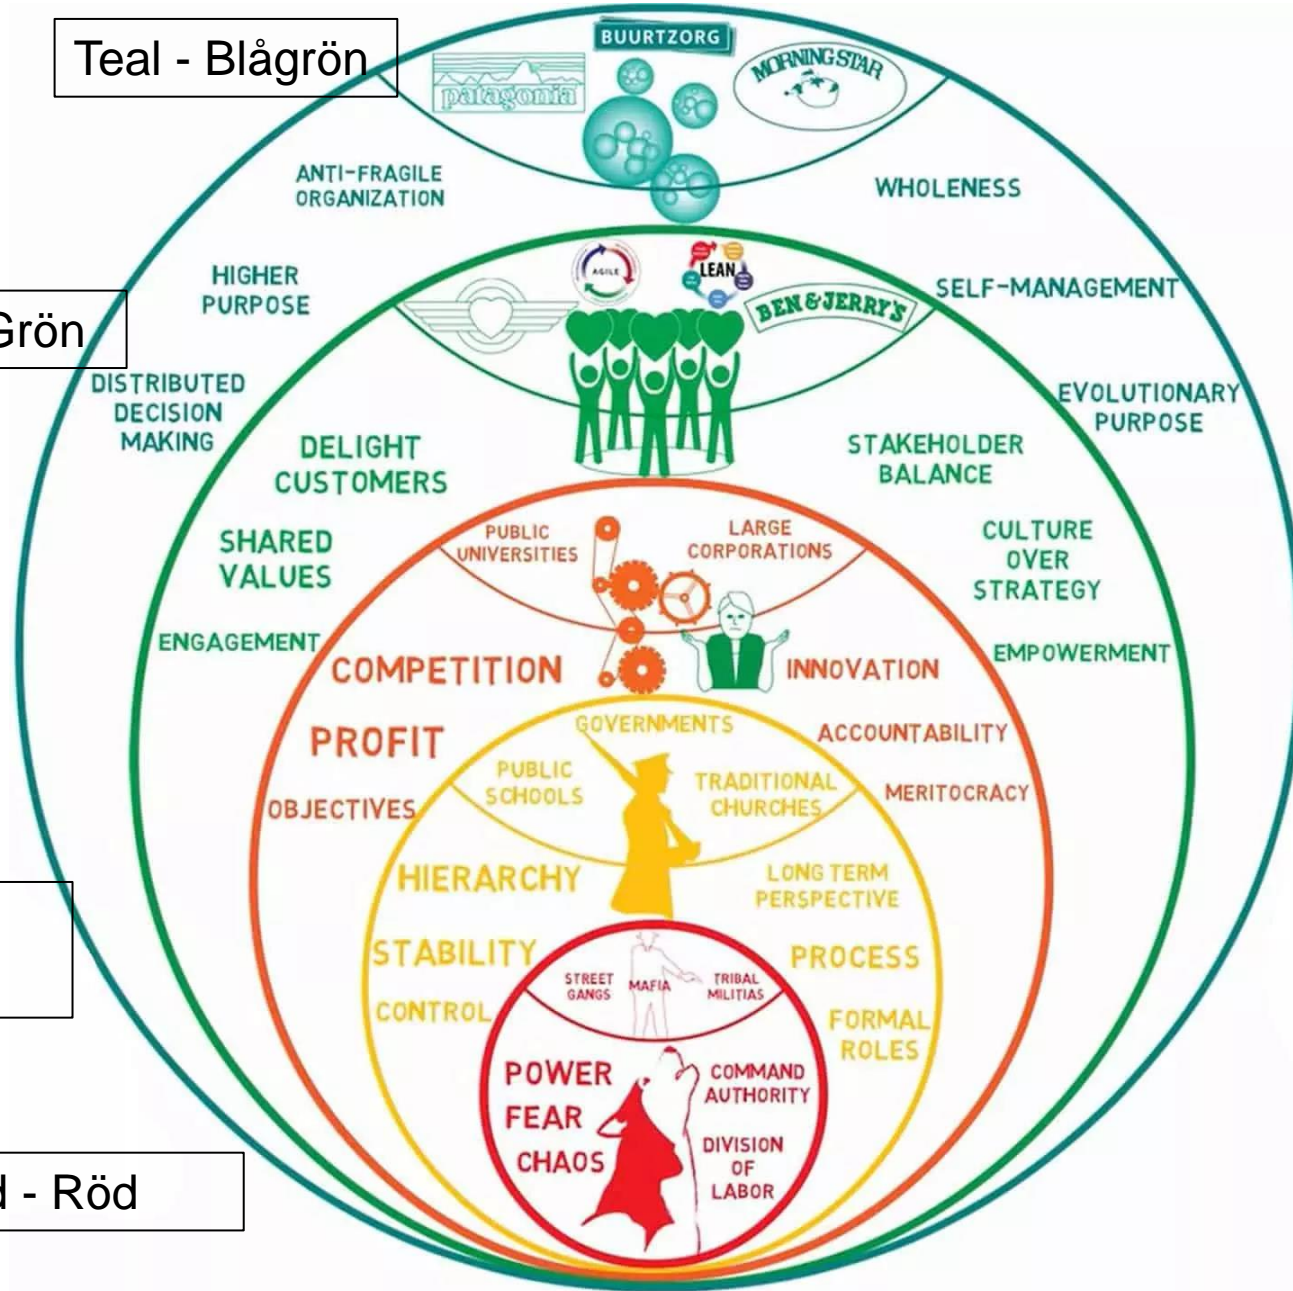 Teal - Blågrön
BUURTZORG
patagonia
MORNING STAR
ANTI-FRAGILE
ORGANIZATION
WHOLENESS
HIGHER
PURPOSE
SELF-MANAGEMENT
Grön
DISTRIBUTED
DECISION
MAKING
EVOLUTIONARY
PURPOSE
AGILE
LEAN
BEN & JERRY'S
DELIGHT
CUSTOMERS
STAKEHOLDER
BALANCE
SHARED
VALUES
CULTURE
OVER
STRATEGY
ENGAGEMENT
EMPOWERMENT
PUBLIC
UNIVERSITIES
LARGE
CORPORATIONS
COMPETITION
INNOVATION
PROFIT
ACCOUNTABILITY
OBJECTIVES
MERITOCRACY
GOVERNMENTS
PUBLIC
SCHOOLS
TRADITIONAL
CHURCHES
HIERARCHY
LONG TERM
PERSPECTIVE
STABILITY
PROCESS
CONTROL
FORMAL
ROLES
STREET
GANGS
MAFIA
TRIBAL
MILITIAS
POWER
FEAR
CHAOS
COMMAND
AUTHORITY
DIVISION
OF
LABOR
d - Röd